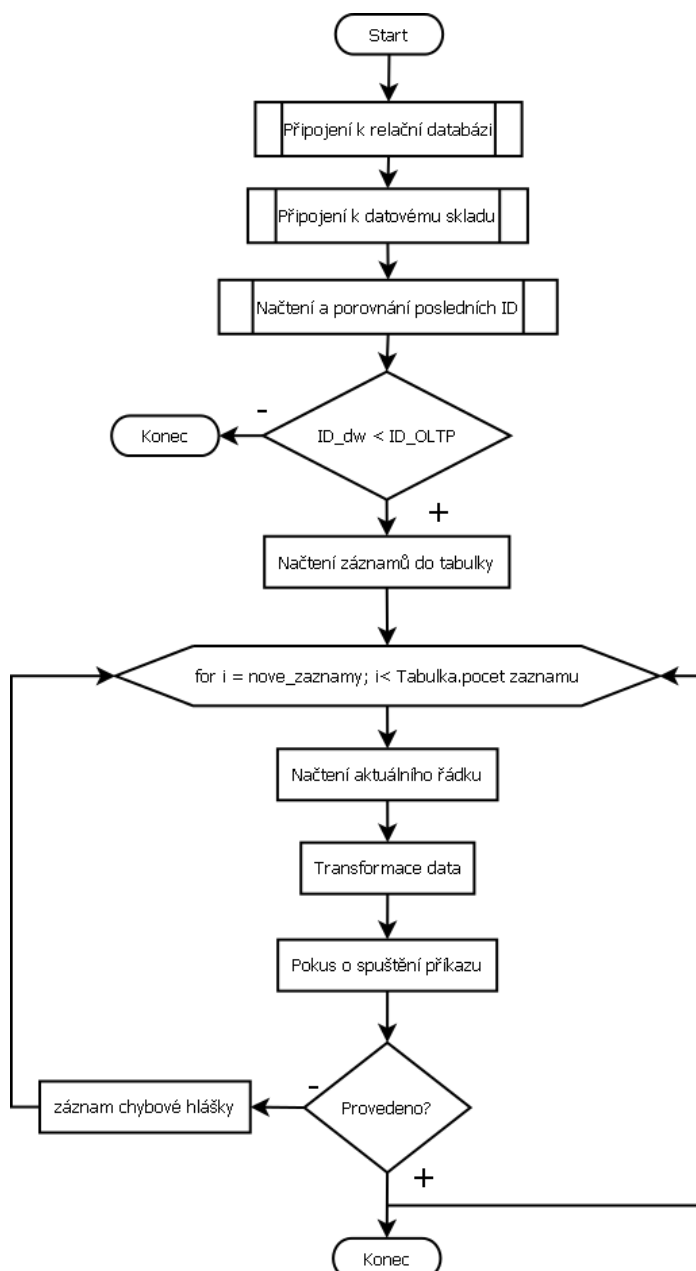 Start
Připojení k relační databázi
Připojení k datovému skladu
Načtení a porovnání posledních ID
-
Konec
ID_dw < ID_OLTP
+
Načtení záznamů do tabulky
for i = nove_zaznamy; i< Tabulka.pocet zaznamu
Načtení aktuálního řádku
Transformace data
Pokus o spuštění příkazu
-
záznam chybové hlášky
Provedeno?
+
Konec